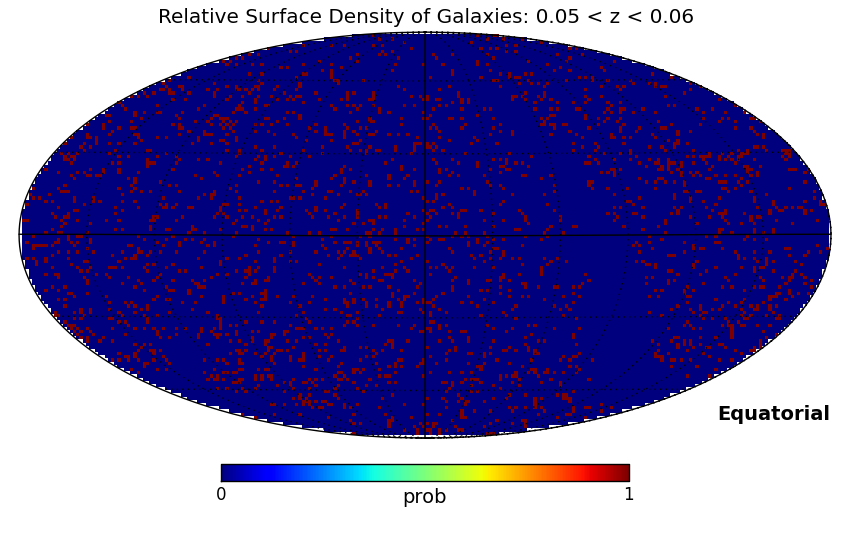 Relative Surface Density of Galaxies: 0.05 < z < 0.06
Equatorial
0
prob
1